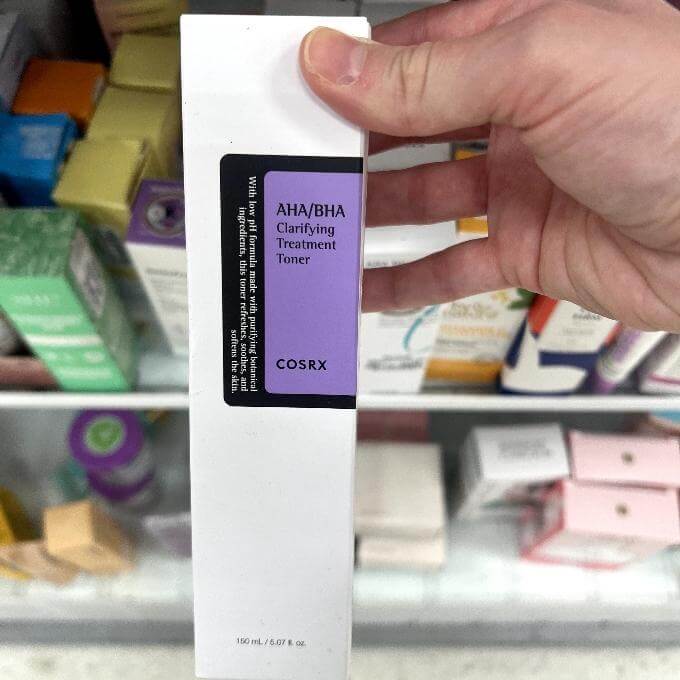 AHA/BHA
Clarifying
Treatment
Toner
COSRX
With low pH formula made with purifying botanical
ingredients, this toner refreshes, soothes, and
softens the skin.
150 mL / 5.07 fl. oz.